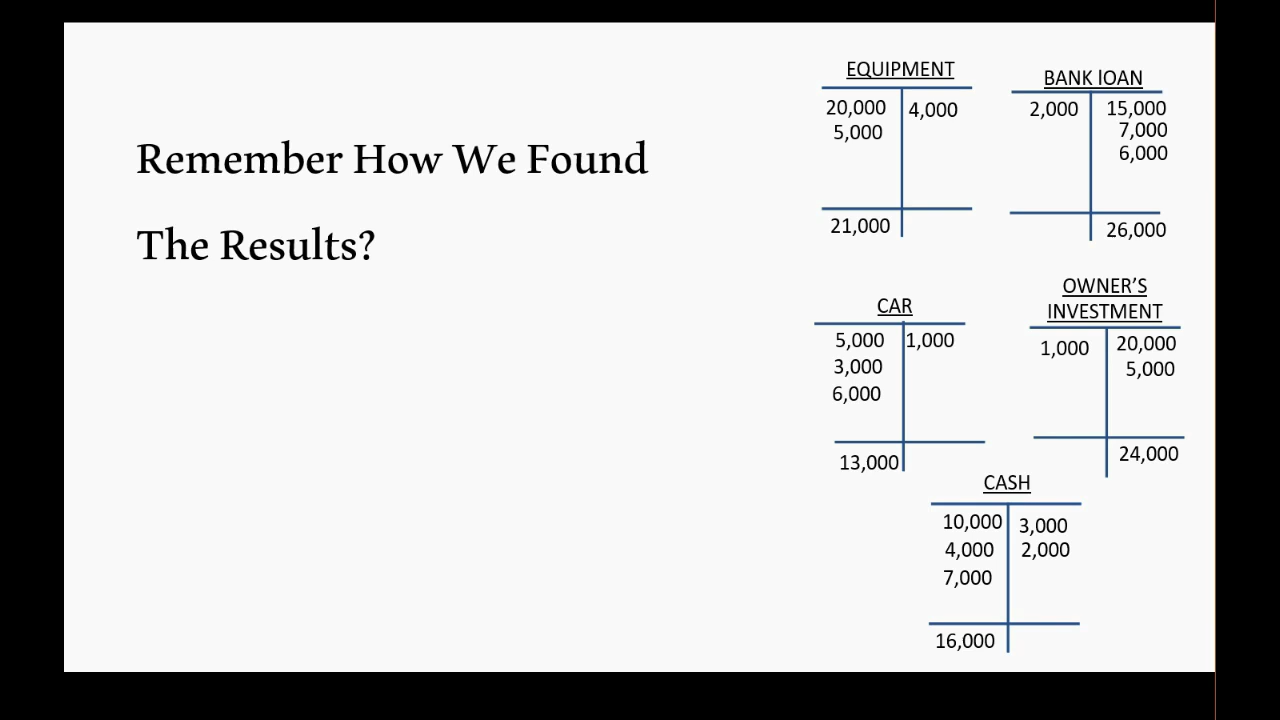 Remember How We Found
The Results?
EQUIPMENT
20,000 4,000
5,000
21,000
BANK lOAN
2,000 15,000
7,000
6,000
26,000
CAR
5,000 1,000
3,000
6,000
13,000
OWNER'S
INVESTMENT
1,000 20,000
5,000
24,000
CASH
10,000 3,000
4,000 2,000
7,000
16,000